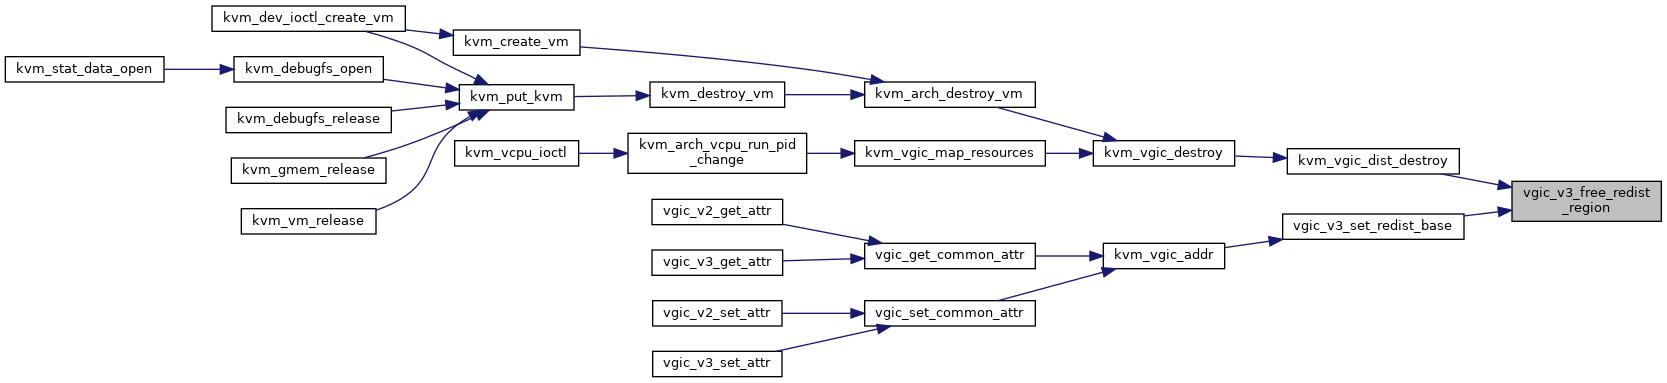 kvm_dev_ioctl_create_vm
kvm_create_vm
kvm_stat_data_open
kvm_debugfs_open
kvm_put_kvm
kvm_destroy_vm
kvm_arch_destroy_vm
kvm_debugfs_release
kvm_vcpu_ioctl
kvm_arch_vcpu_run_pid
_change
kvm_vgic_map_resources
kvm_vgic_destroy
kvm_vgic_dist_destroy
kvm_gmem_release
vgic_v3_free_redist
_region
kvm_vm_release
vgic_v2_get_attr
vgic_v3_set_redist_base
vgic_v3_get_attr
vgic_get_common_attr
kvm_vgic_addr
vgic_v2_set_attr
vgic_set_common_attr
vgic_v3_set_attr